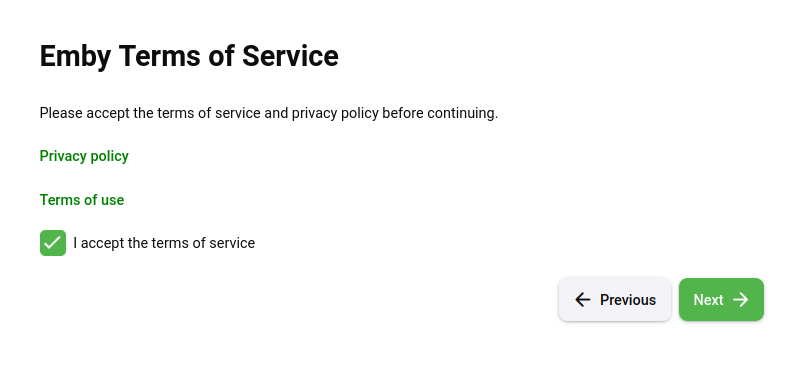 Emby Terms of Service
Please accept the terms of service and privacy policy before continuing.
Privacy policy
Terms of use
I accept the terms of service
Previous
Next